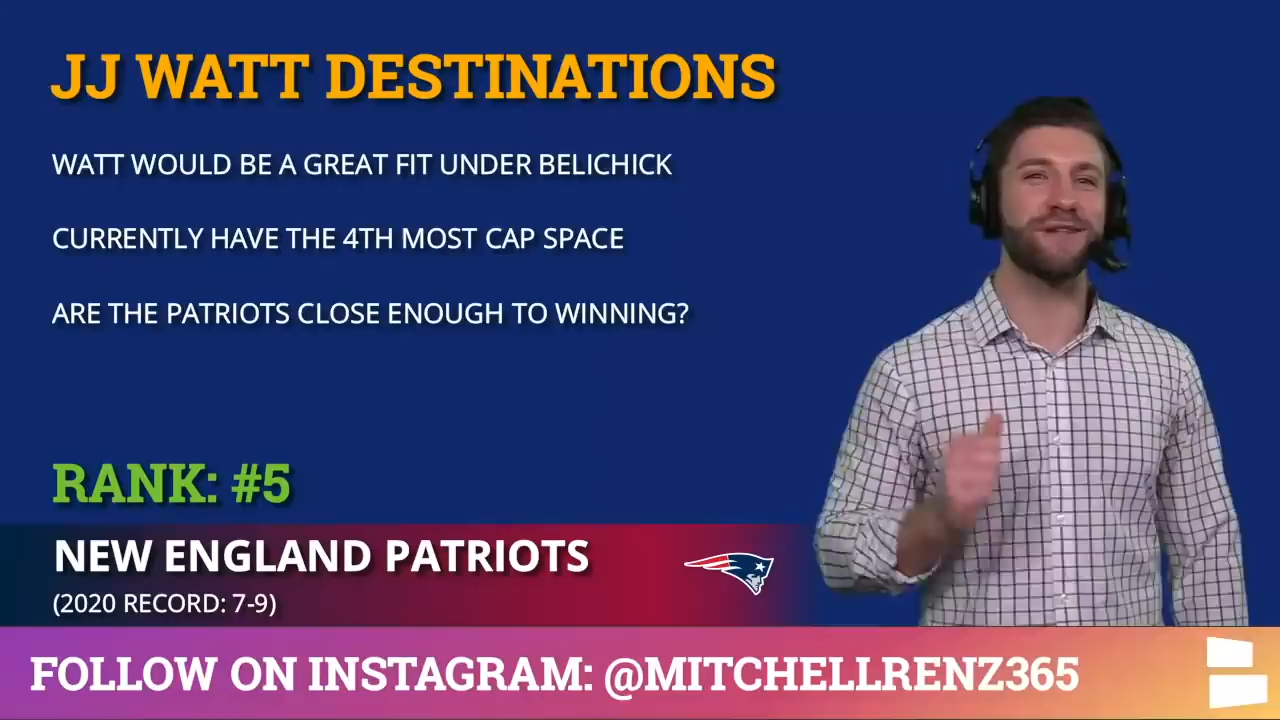 JJ WATT DESTINATIONS
WATT WOULD BE A GREAT FIT UNDER BELICHICK
CURRENTLY HAVE THE 4TH MOST CAP SPACE
ARE THE PATRIOTS CLOSE ENOUGH TO WINNING?
RANK: #5
NEW ENGLAND PATRIOTS
(2020 RECORD: 7-9)
FOLLOW ON INSTAGRAM: @MITCHELLRENZ365